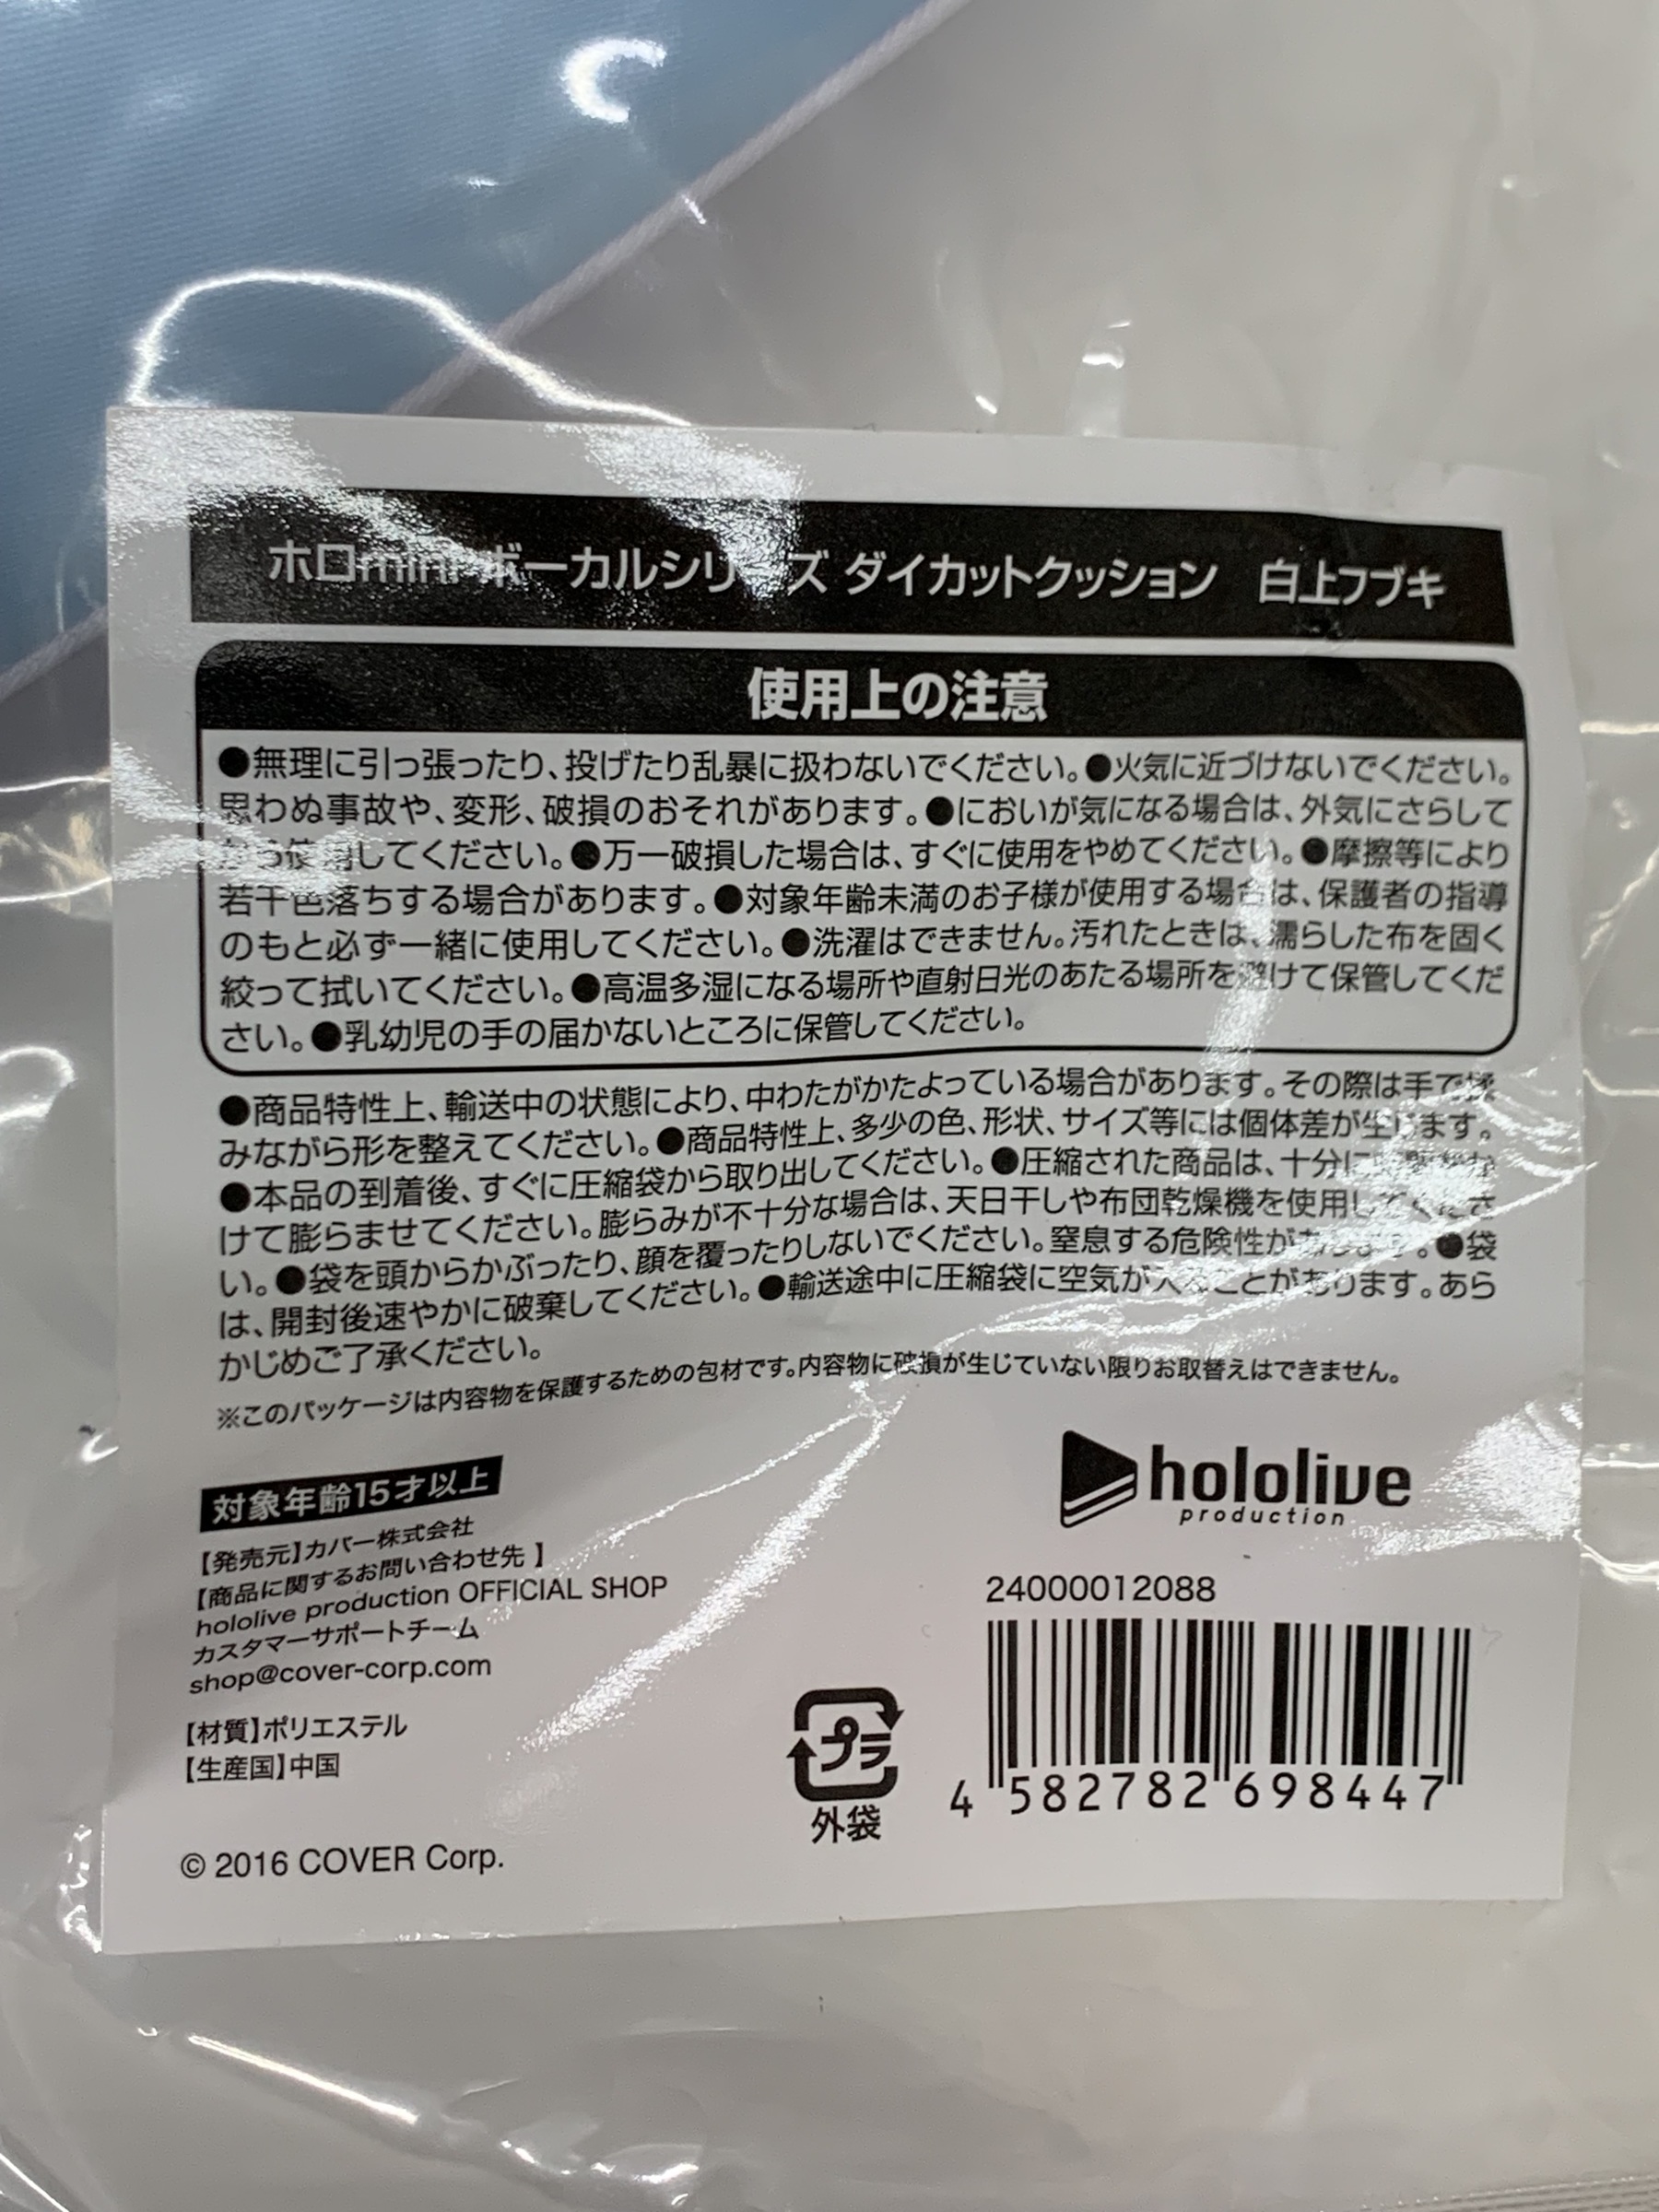 ホロmini ボーカルシリーズ ダイカットクッション　白上フブキ
使用上の注意
●無理に引っ張ったり、投げたり乱暴に扱わないでください。●火気に近づけないでください。
思わぬ事故や、変形、破損のおそれがあります。●においが気になる場合は、外気にさらして
から使用してください。●万一破損した場合は、すぐに使用をやめてください。●摩擦等により
若干色落ちする場合があります。●対象年齢未満のお子様が使用する場合は、保護者の指導
のもと必ず一緒に使用してください。●洗濯はできません。汚れたときは、濡らした布を固く
絞って拭いてください。●高温多湿になる場所や直射日光のあたる場所を避けて保管してくだ
さい。●乳幼児の手の届かないところに保管してください。
●商品特性上、輸送中の状態により、中わたがかたよっている場合があります。その際は手で揉
みながら形を整えてください。●商品特性上、多少の色、形状、サイズ等には個体差が生じます。
●本品の到着後、すぐに圧縮袋から取り出してください。●圧縮された商品は、十分に
けて膨らませてください。膨らみが不十分な場合は、天日干しや布団乾燥機を使用してくださ
い。●袋を頭からかぶったり、顔を覆ったりしないでください。窒息する危険性があります。●袋
は、開封後速やかに破棄してください。●輸送途中に圧縮袋に空気が入ることがあります。あら
かじめご了承ください。
※このパッケージは内容物を保護するための包材です。内容物に破損が生じていない限りお取替えはできません。
対象年齢15才以上
【発売元】カバー株式会社
【商品に関するお問い合わせ先 】
hololive production OFFICIAL SHOP
カスタマーサポートチーム
shop@cover-corp.com
【材質】ポリエステル
【生産国】中国
© 2016 COVER Corp.
hololive
production
24000012088
プラ
外袋
4 582782 698447